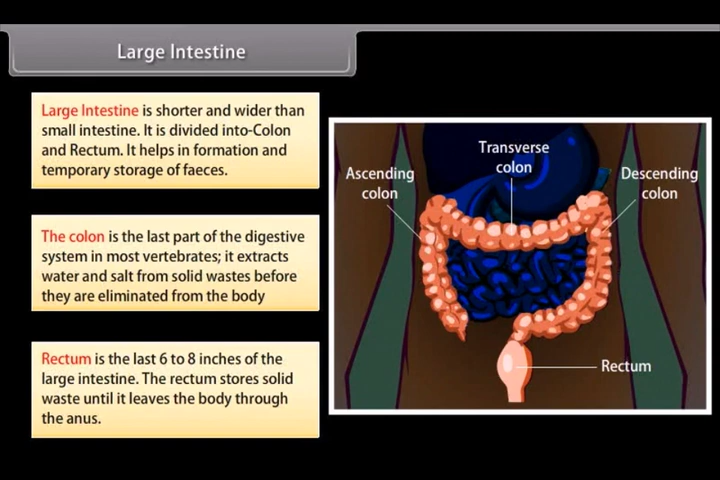 Large Intestine
Large Intestine is shorter and wider than
small intestine. It is divided into-Colon
and Rectum. It helps in formation and
temporary storage of faeces.
The colon is the last part of the digestive
system in most vertebrates; it extracts
water and salt from solid wastes before
they are eliminated from the body
Rectum is the last 6 to 8 inches of the
large intestine. The rectum stores solid
waste until it leaves the body through
the anus.
Transverse
colon
Ascending
colon
Descending
colon
Rectum